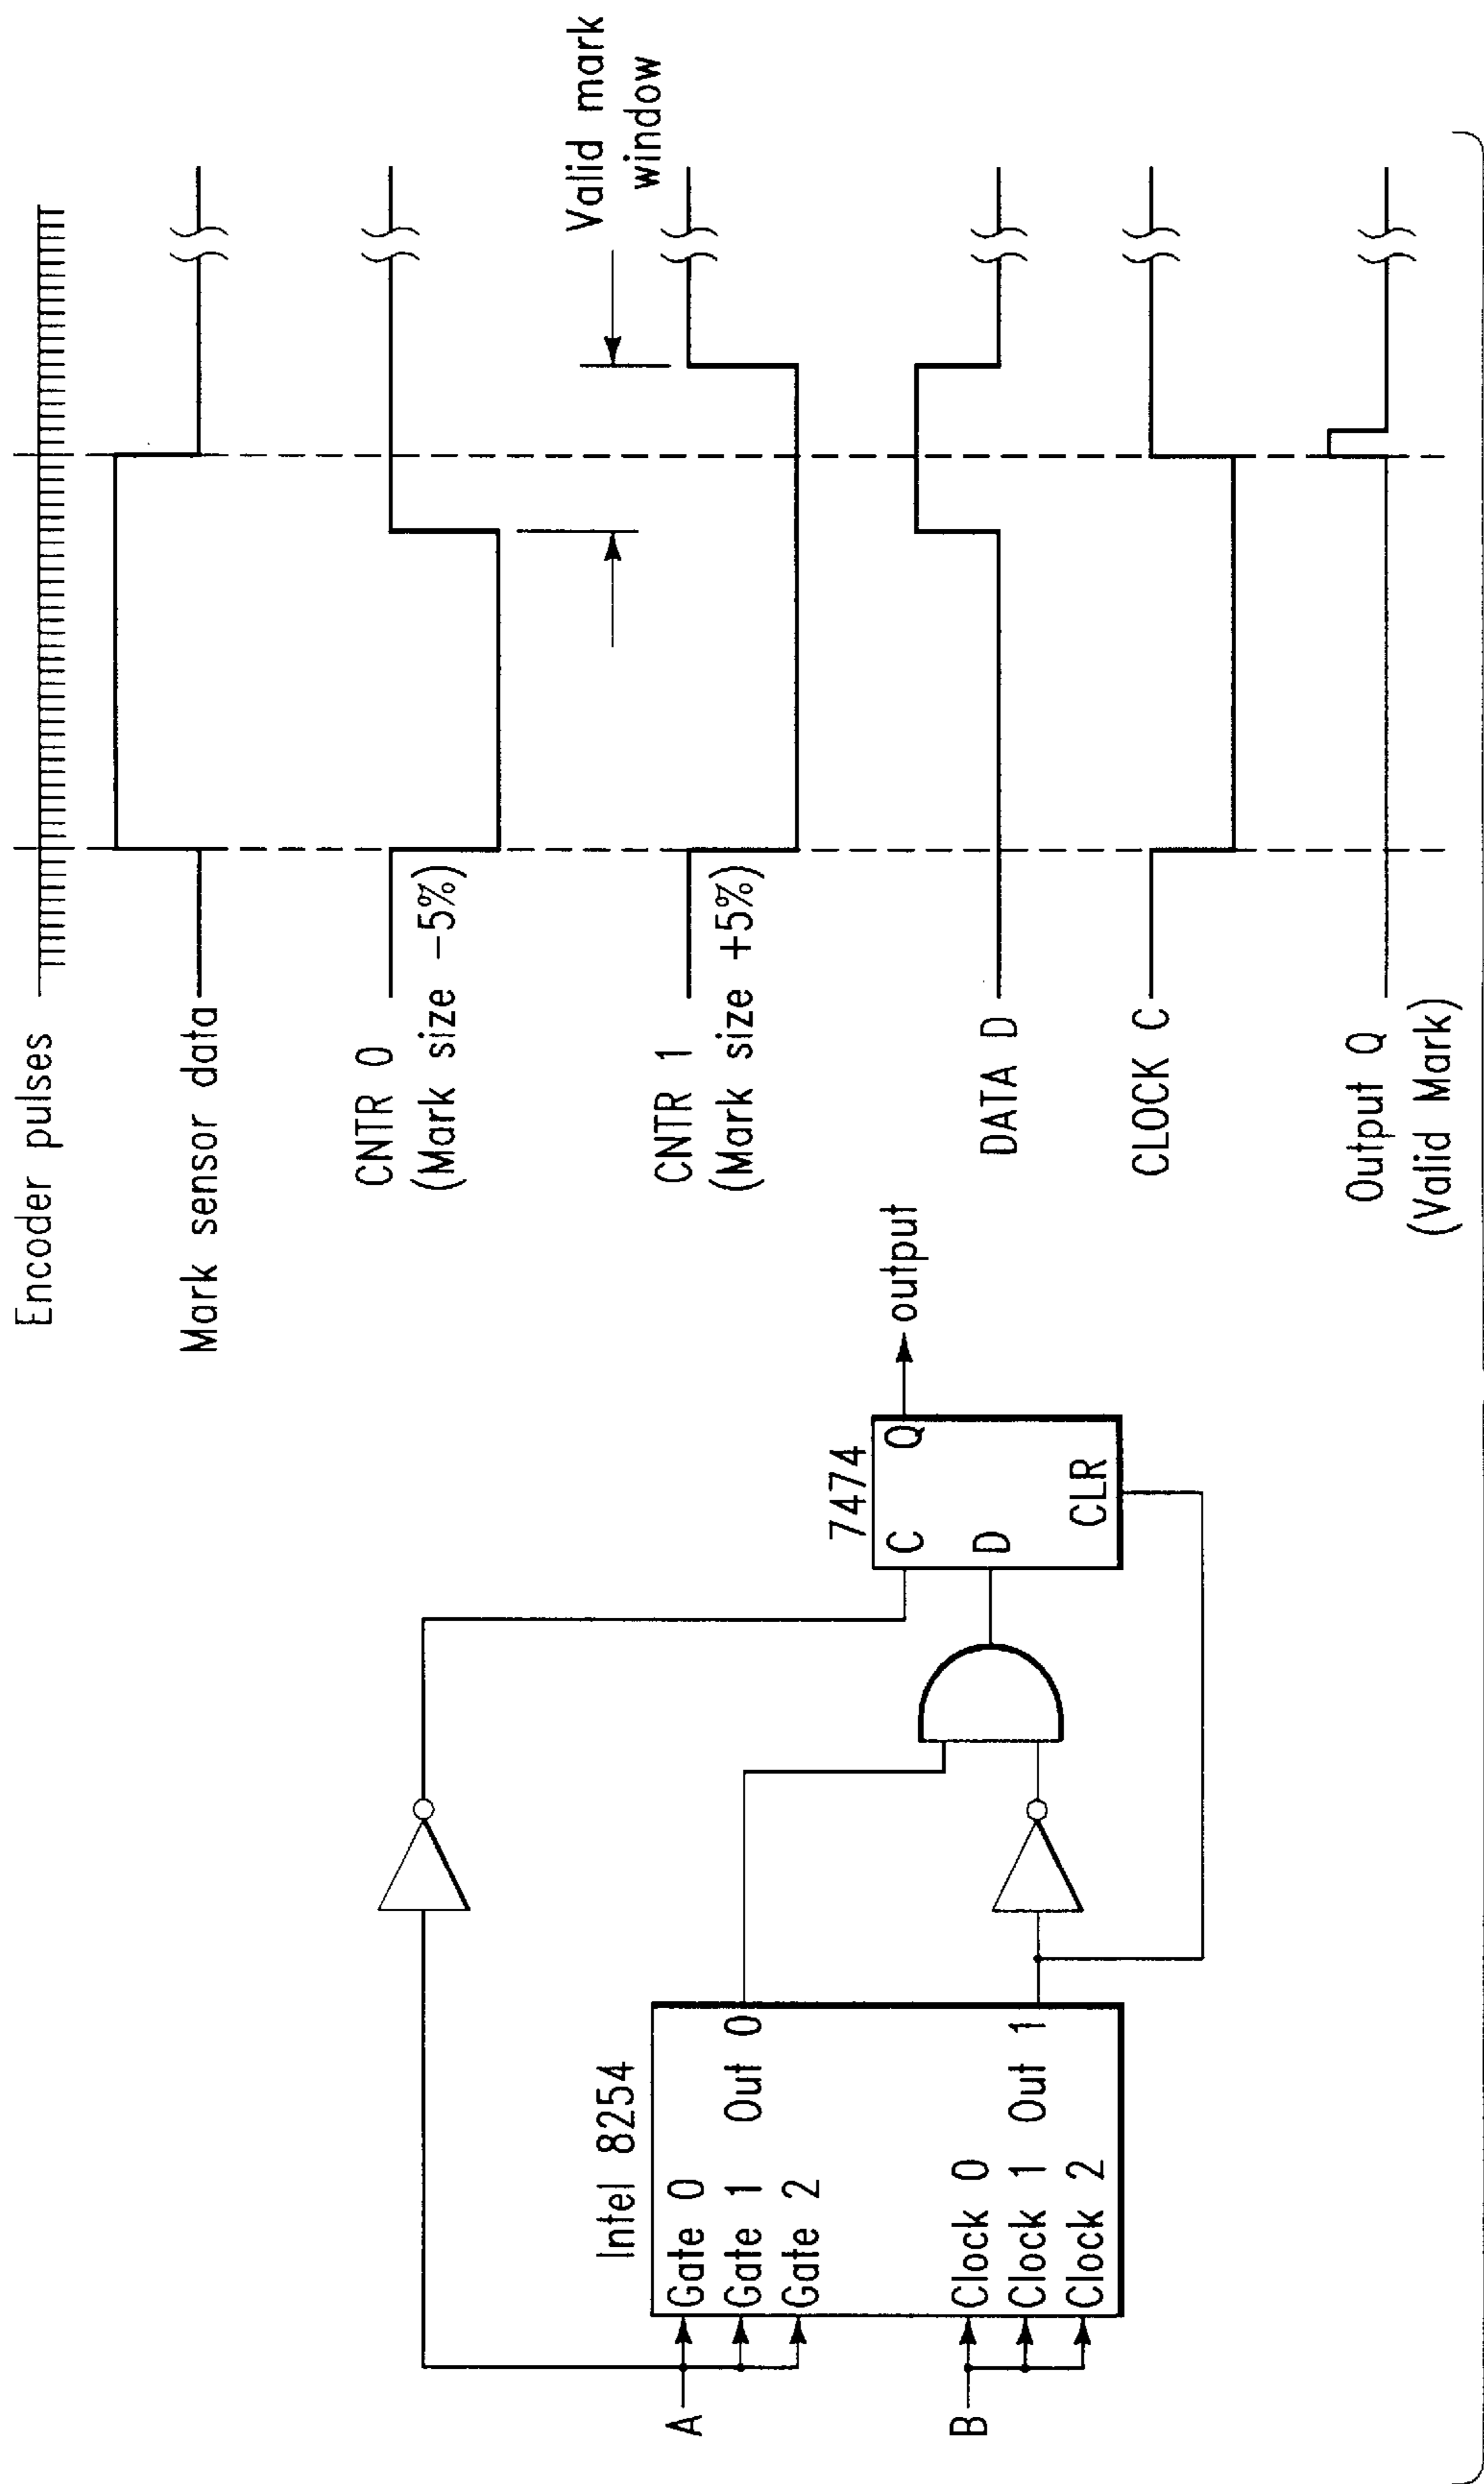 Encoder pulses
Mark sensor data
CNTR 0
(Mark size -5%)
Valid mark
window
CNTR 1
(Mark size +5%)
DATA D
CLOCK C
Output Q
(Valid Mark)
Intel 8254
A
Gate 0
Gate 1
Gate 2
Out 0
B
Clock 0
Clock 1
Clock 2
Out 1
7474
C
Q
D
CLR
output